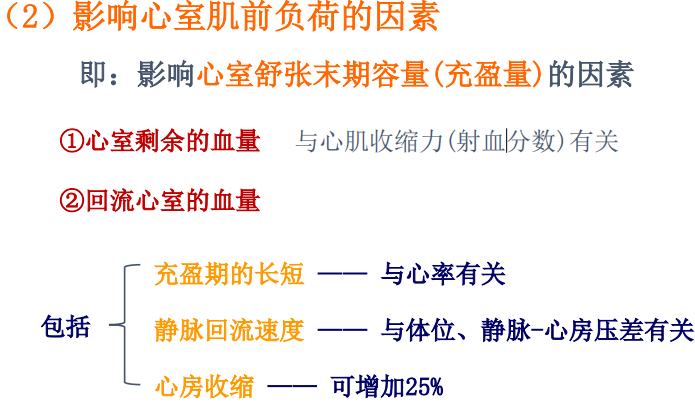 （2）影响心室肌前负荷的因素
即：影响心室舒张末期容量(充盈量)的因素
①心室剩余的血量 与心肌收缩力(射血分数)有关
②回流心室的血量
充盈期的长短 —— 与心率有关
包括
静脉回流速度 —— 与体位、静脉-心房压差有关
心房收缩 —— 可增加25%